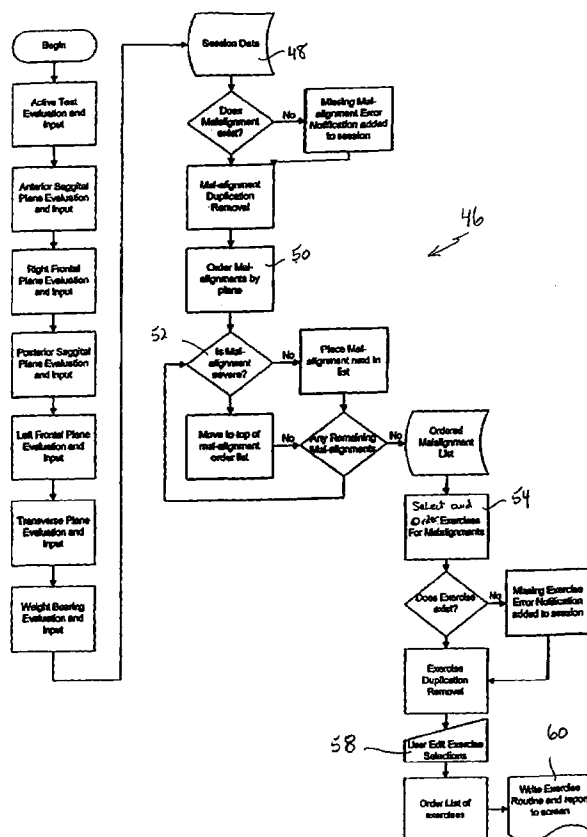 Begin
Active Test
Evaluation and
Input
Anterior Saggital
Plane Evaluation
and Input
Right Frontal
Plane Evaluation
and Input
Posterior Saggital
Plane Evaluation
and Input
Left Frontal Plane
Evaluation and
Input
Transverse Plane
Evaluation and
Input
Weight Bearing
Evaluation and
Input
Session Data
48
Does
Malalignment
exist?
No
Missing Mal-
alignment Error
Notification added
to session
Mal-alignment
Duplication
Removal
46
Order Mal-
alignments by
plane
50
52
Is Mal-
alignment
severe?
No
Place Mal-
alignment next in
list
Move to top of
mal-alignment
order list
No
Any Remaining
Mal-alignments
No
Ordered
Malalignment
List
Select and
Order Exercises
For Malalignments
54
Does Exercise
exist?
No
Missing Exercise
Error Notification
added to session
Exercise
Duplication
Removal
58
User Edit Exercise
Selections
Order List of
exercises
60
Write Exercise
Routine and report
to screen